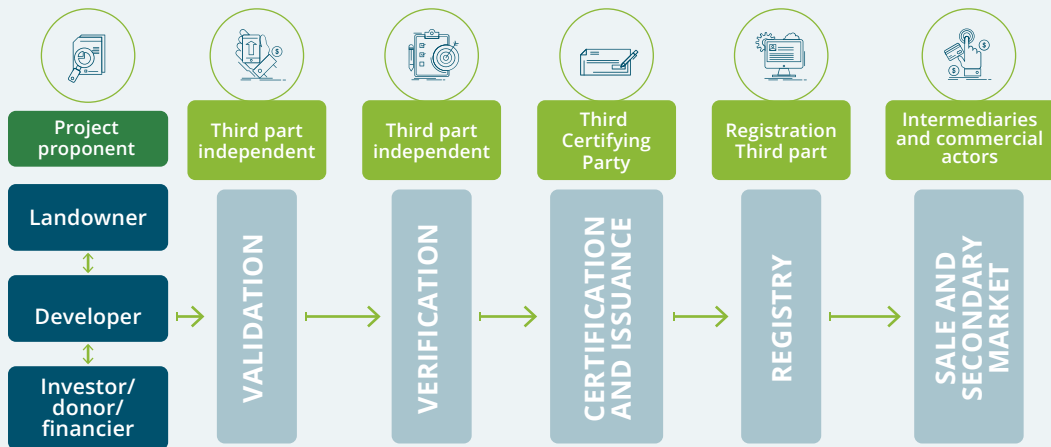 Project
proponent
Third part
independent
Third part
independent
Third
Certifying
Party
Registration
Third part
Intermediaries
and commercial
actors
Landowner
Developer
Investor/
donor/
financier
VALIDATION
VERIFICATION
CERTIFICATION
AND ISSUANCE
REGISTRY
SALE AND
SECONDARY
MARKET
$
$
$